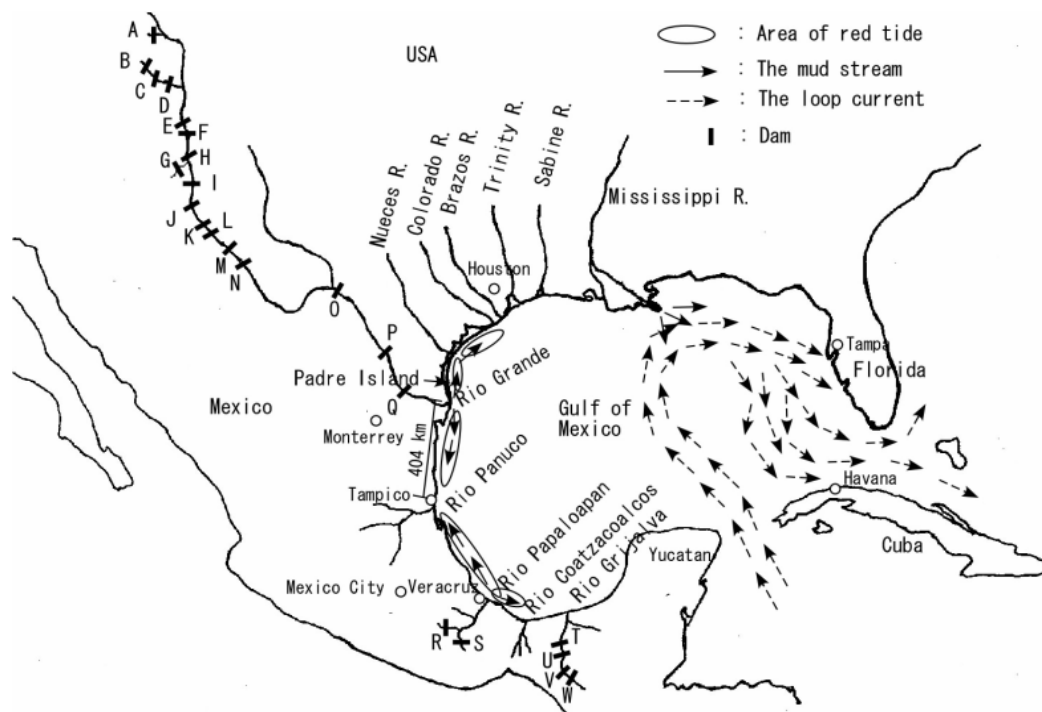 : Area of red tide
: The mud stream
: The loop current
: Dam
USA
A
B
C
D
E
F
G
H
I
J
K
L
M
N
O
P
Q
Nueces R.
Colorado R.
Brazos R.
Trinity R.
Sabine R.
Mississippi R.
Houston
Tampa
Florida
Padre Island
Rio Grande
Mexico
Monterrey
404 km
Gulf of
Mexico
Tampico
Rio Panuco
Havana
Cuba
Yucatan
Mexico City
Veracruz
Rio Papaloapan
Rio Coatzacoalcos
Rio Grijalva
R
S
T
U
V
W